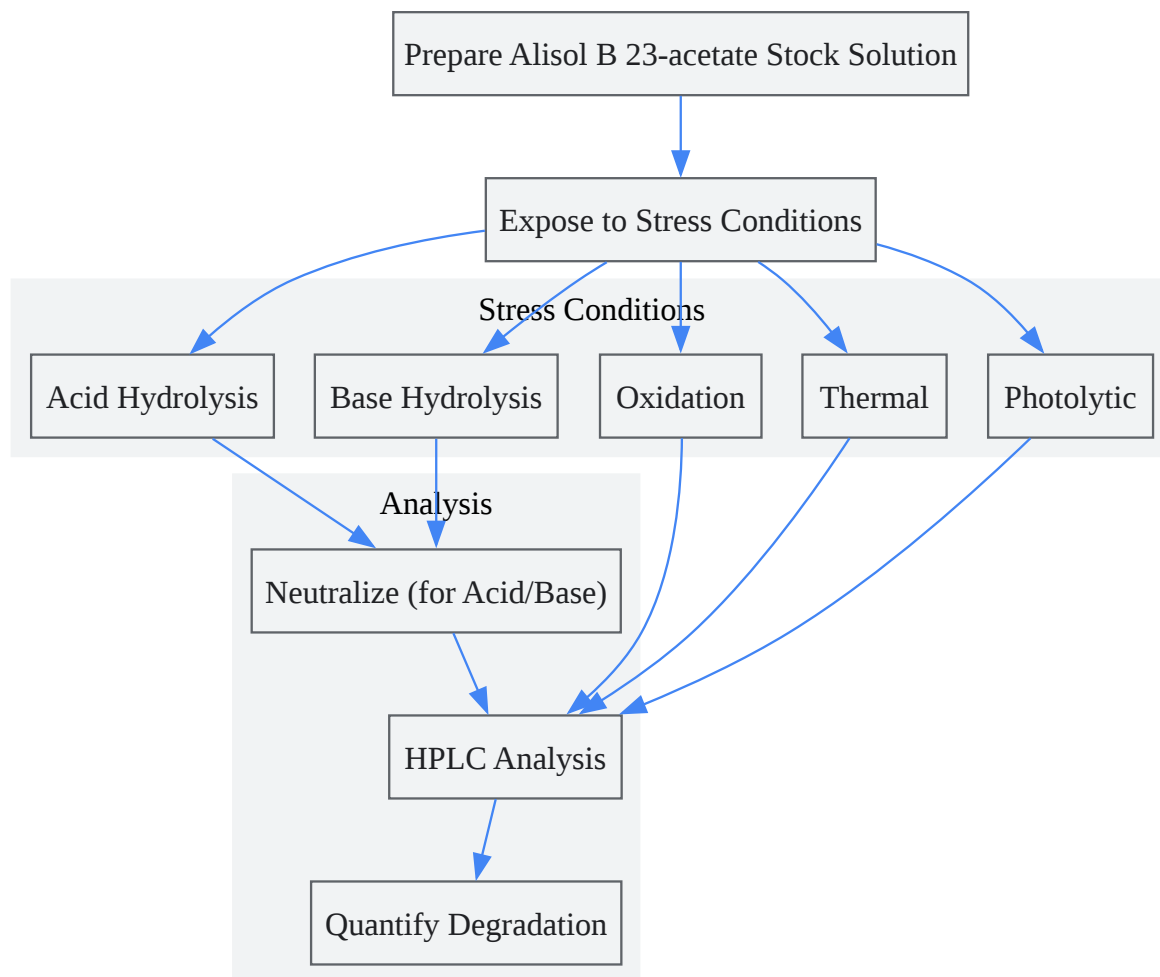 Prepare Alisol B 23-acetate Stock Solution
Expose to Stress Conditions
Stress Conditions
Acid Hydrolysis
Base Hydrolysis
Oxidation
Thermal
Photolytic
Analysis
Neutralize (for Acid/Base)
HPLC Analysis
Quantify Degradation